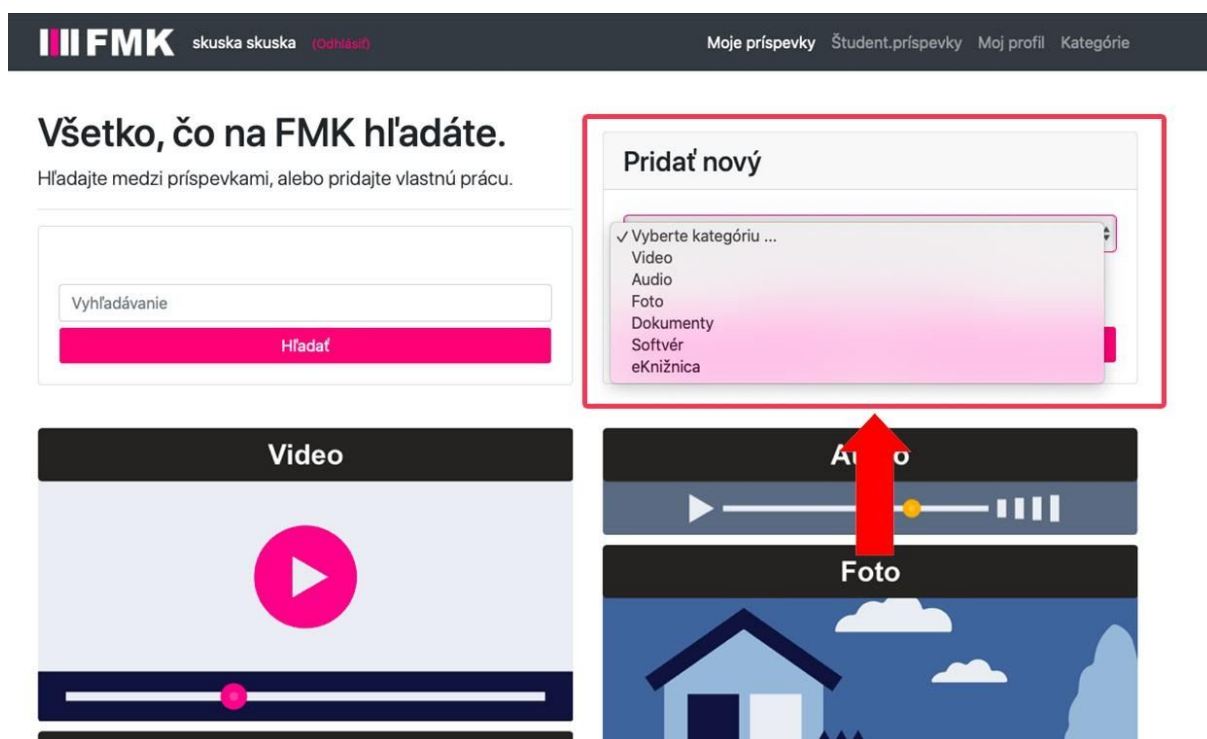 FMK skuska skuska (Odhlásiť) Moje príspevky Študent.príspevky Moj profil Kategórie
Všetko, čo na FMK hľadáte.
Hľadajte medzi príspevkami, alebo pridajte vlastnú prácu.
Vyhľadávanie
Hľadať
Pridať nový
✓ Vyberte kategóriu ...
Video
Audio
Foto
Dokumenty
Softvér
eKnižnica
Video
Foto